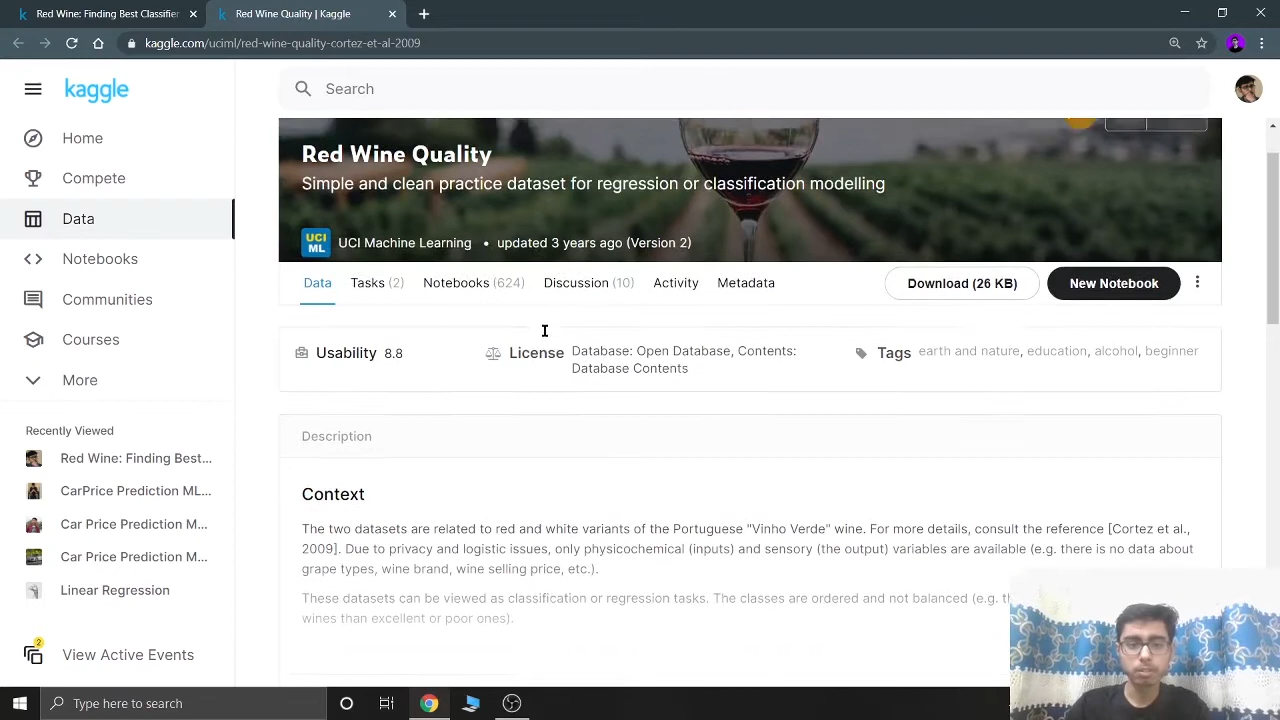 Red Wine: Finding Best Classifier
Red Wine Quality | Kaggle
kaggle.com/uciml/red-wine-quality-cortez-et-al-2009
kaggle
Search
Home
Compete
Data
Notebooks
Communities
Courses
More
Recently Viewed
Red Wine: Finding Best...
CarPrice Prediction ML...
Car Price Prediction M...
Car Price Prediction M...
Linear Regression
2
View Active Events
Red Wine Quality
Simple and clean practice dataset for regression or classification modelling
UCI ML
UCI Machine Learning • updated 3 years ago (Version 2)
Data Tasks (2) Notebooks (624) Discussion (10) Activity Metadata
Download (26 KB)
New Notebook
Usability 8.8
License Database: Open Database, Contents:
Database Contents
Tags earth and nature, education, alcohol, beginner
Description
Context
The two datasets are related to red and white variants of the Portuguese "Vinho Verde" wine. For more details, consult the reference [Cortez et al.,
2009]. Due to privacy and logistic issues, only physicochemical (inputs) and sensory (the output) variables are available (e.g. there is no data about
grape types, wine brand, wine selling price, etc.).
These datasets can be viewed as classification or regression tasks. The classes are ordered and not balanced (e.g.
wines than excellent or poor ones).
Type here to search